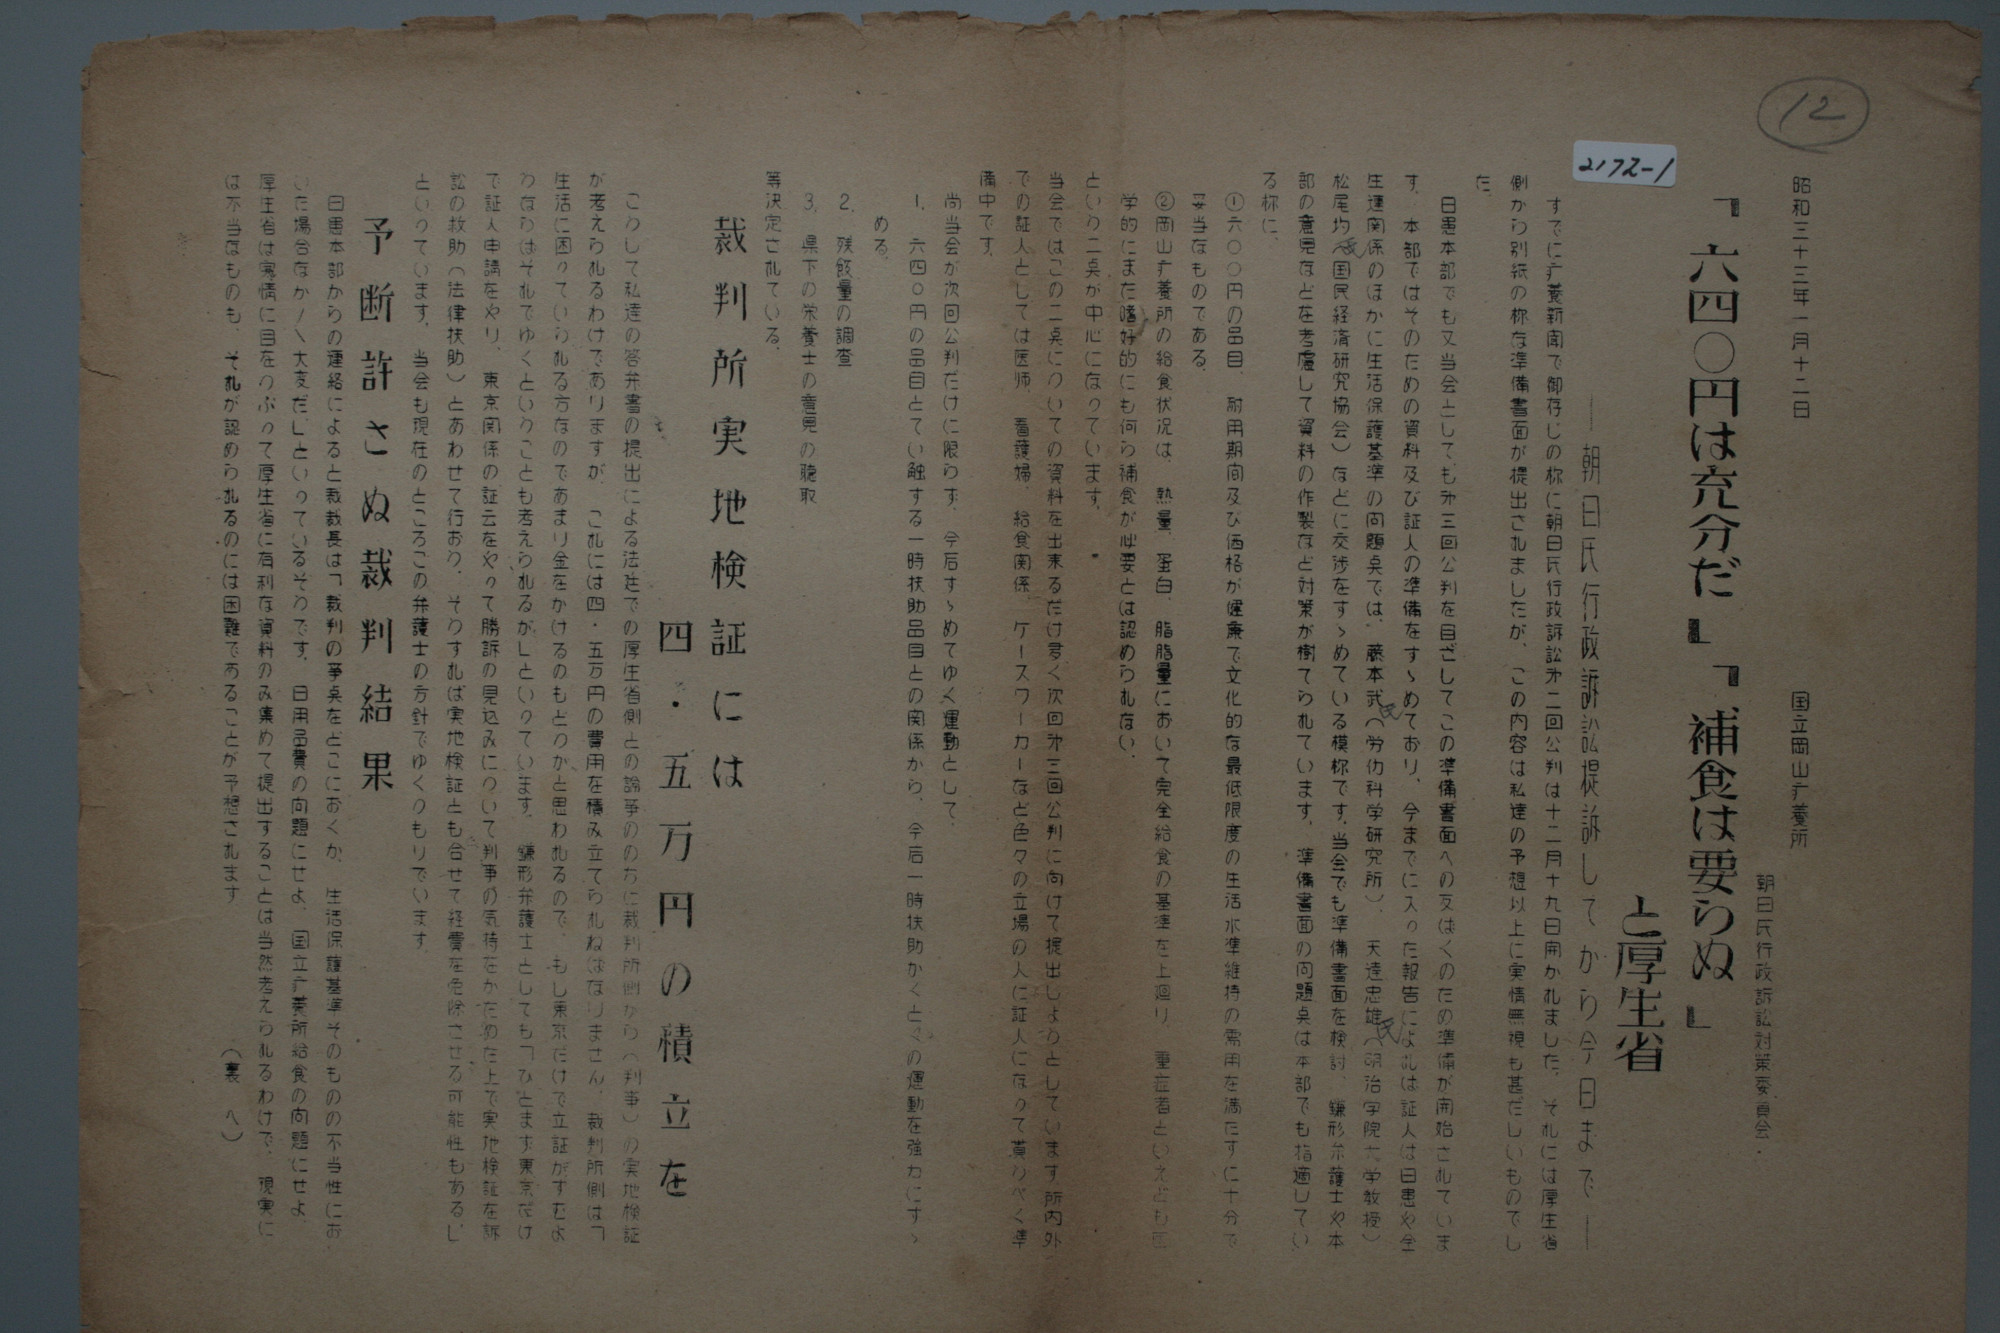 12
2172-1
昭和三十三年一月十二日
国立岡山疒養所
朝日氏行政訴訟対策委員会.
『六四〇円は充分だ』『補食は要らぬ』
と厚生省
―朝日氏行政訴訟提訴してから今日まで―
すでに疒養新聞で御存じの様に朝日氏行政訴訟才二回公判は十二月十九日開かれました。それには厚生省
側から別紙の様な準備書面が提出されましたが、この内容は私達の予想以上に実情無視も甚だしいものでし
た。
日患本部でも又当会としても、才三回公判を目ざしてこの準備書面への反ばくのため準備が開始されていま
す。本部ではそのための資料及び証人の準備をすゝめており、今までに入った報告によれば証人は日患や全
生連関係のほかに生活保護基準の問題点では、藤本武氏(労仂科学研究所)、天達忠雄氏(明治学院大学教授)
松尾均氏(国民経済研究協会)などに交渉をすゝめている模様です。当会でも準備書面を検討、鎌形弁護士や本
部の意見などを考慮して資料の作製など対策が樹てられています。準備書面の問題点は本部でも指適してい
る様に、
①六〇〇円の品目、耐用期間及び価格が健康で文化的な最低限度の生活水準維持の需用を満たすに十分で
妥当なものである。
②岡山疒養所の給食状況は、熱量、蛋白、脂脂量において完全給食の基準を上廻り、重症者といえども医
学的にまた嗜好的にも何ら補食が必要とは認められない。
という二点が中心になっています。
当会ではこの二点についての資料を出来るだけ多く次回才三回公判に向けて提出しようとしています。所内外
での証人としては医師、看護婦、給食関係、ケースワーカーなど色々の立場の人に証人になって貰うべく準
備中です。
尚当会が次回公判だけに限らず、今后すゝめてゆく運動として、
1. 六四〇円の品目とてい触する一時扶助品目との関係から、今后一時扶助かくとくの運動を強力にすゝ
める。
2. 残飯量の調査
3. 県下の栄養士の意見の聴取
等決定されている。
裁判所実地検証には
四・五万円の積立を
こうして私達の答弁書の提出による法廷での厚生省側との論争ののちに裁判所側から(判事)の実地検証
が考えられるわけでありますが、これには四・五万円の費用を積み立てられねばなりません。裁判所側は「
生活に困っていられる方なのであまり金をかけるのもどうかと思われるので、もし東京だけで立証がすむよ
うならばそれでゆくということも考えられるが」といっています。鎌形弁護士としても「ひとまず東京だけ
で証人申請をやり、東京関係の証云をやって勝訴の見込みについて判事の気持をかためた上で実地検証を訴
訟の救助(法律扶助)とあわせて行おう、そうすれば実地検証とも合せて経費を免除させる可能性もあるし
といっています。当会も現在のところこの弁護士の方針でゆくつもりでいます。
予断許さぬ裁判結果
日患本部からの連絡によると裁裁長は「裁判の争点をどこにおくか、生活保護基準そのものの不当性にお
いた場合なか〱大変だ」といっているそうです。日用品費の問題にせよ、国立疒養所給食の問題にせよ
厚生省は実情に目をつぶって厚生省に有利な資料のみ集めて提出することは当然考えられるわけで、現実に
は不当なものも、それが認められるのには困難であることが予想されます
(裏へ)